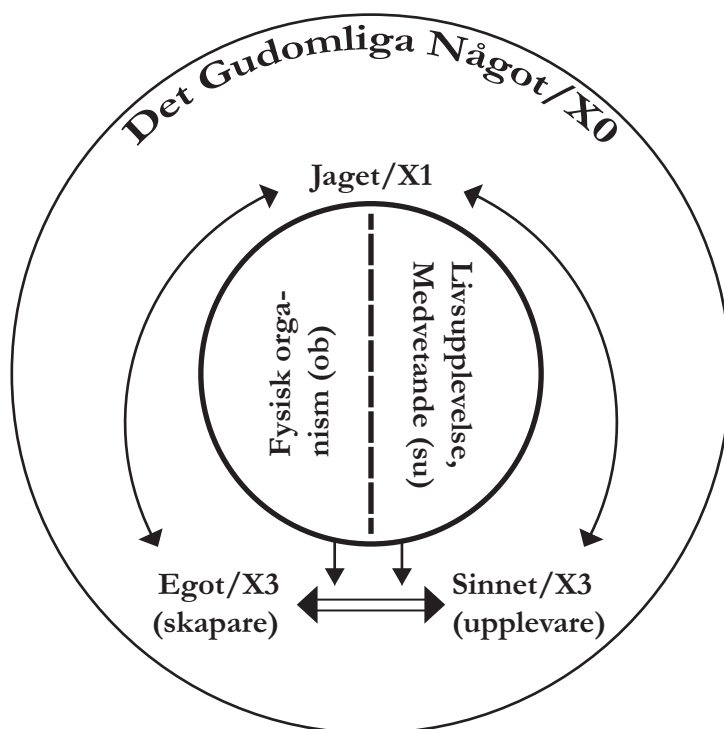 Det Gudomliga Något/X0
Jaget/X1
Fysisk orga-
nism (ob)
Livsupplevelse,
Medvetande (su)
Egot/X3
(skapare)
Sinnet/X3
(upplevare)